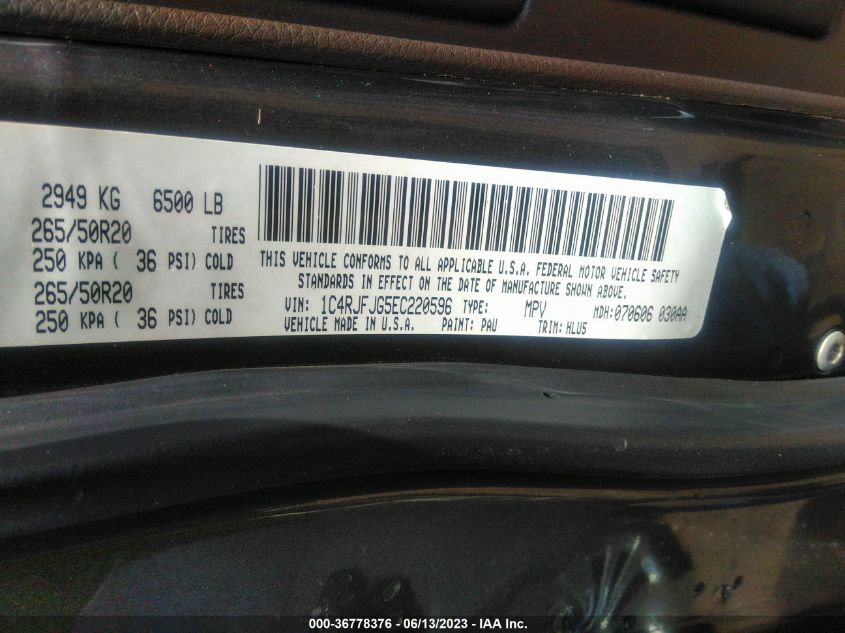 2949 KG 6500 LB
265/50R20 TIRES
250 KPA ( 36 PSI) COLD
265/50R20 TIRES
250 KPA ( 36 PSI) COLD
THIS VEHICLE CONFORMS TO ALL APPLICABLE U.S.A. FEDERAL MOTOR VEHICLE SAFETY
STANDARDS IN EFFECT ON THE DATE OF MANUFACTURE SHOWN ABOVE.
VIN: 1C4RJFJG5EC220596 TYPE: MPV MDH:070606 030AA
VEHICLE MADE IN U.S.A. PAINT: PAU TRIM: HLU5
000-36778376 - 06/13/2023 - IAA Inc.